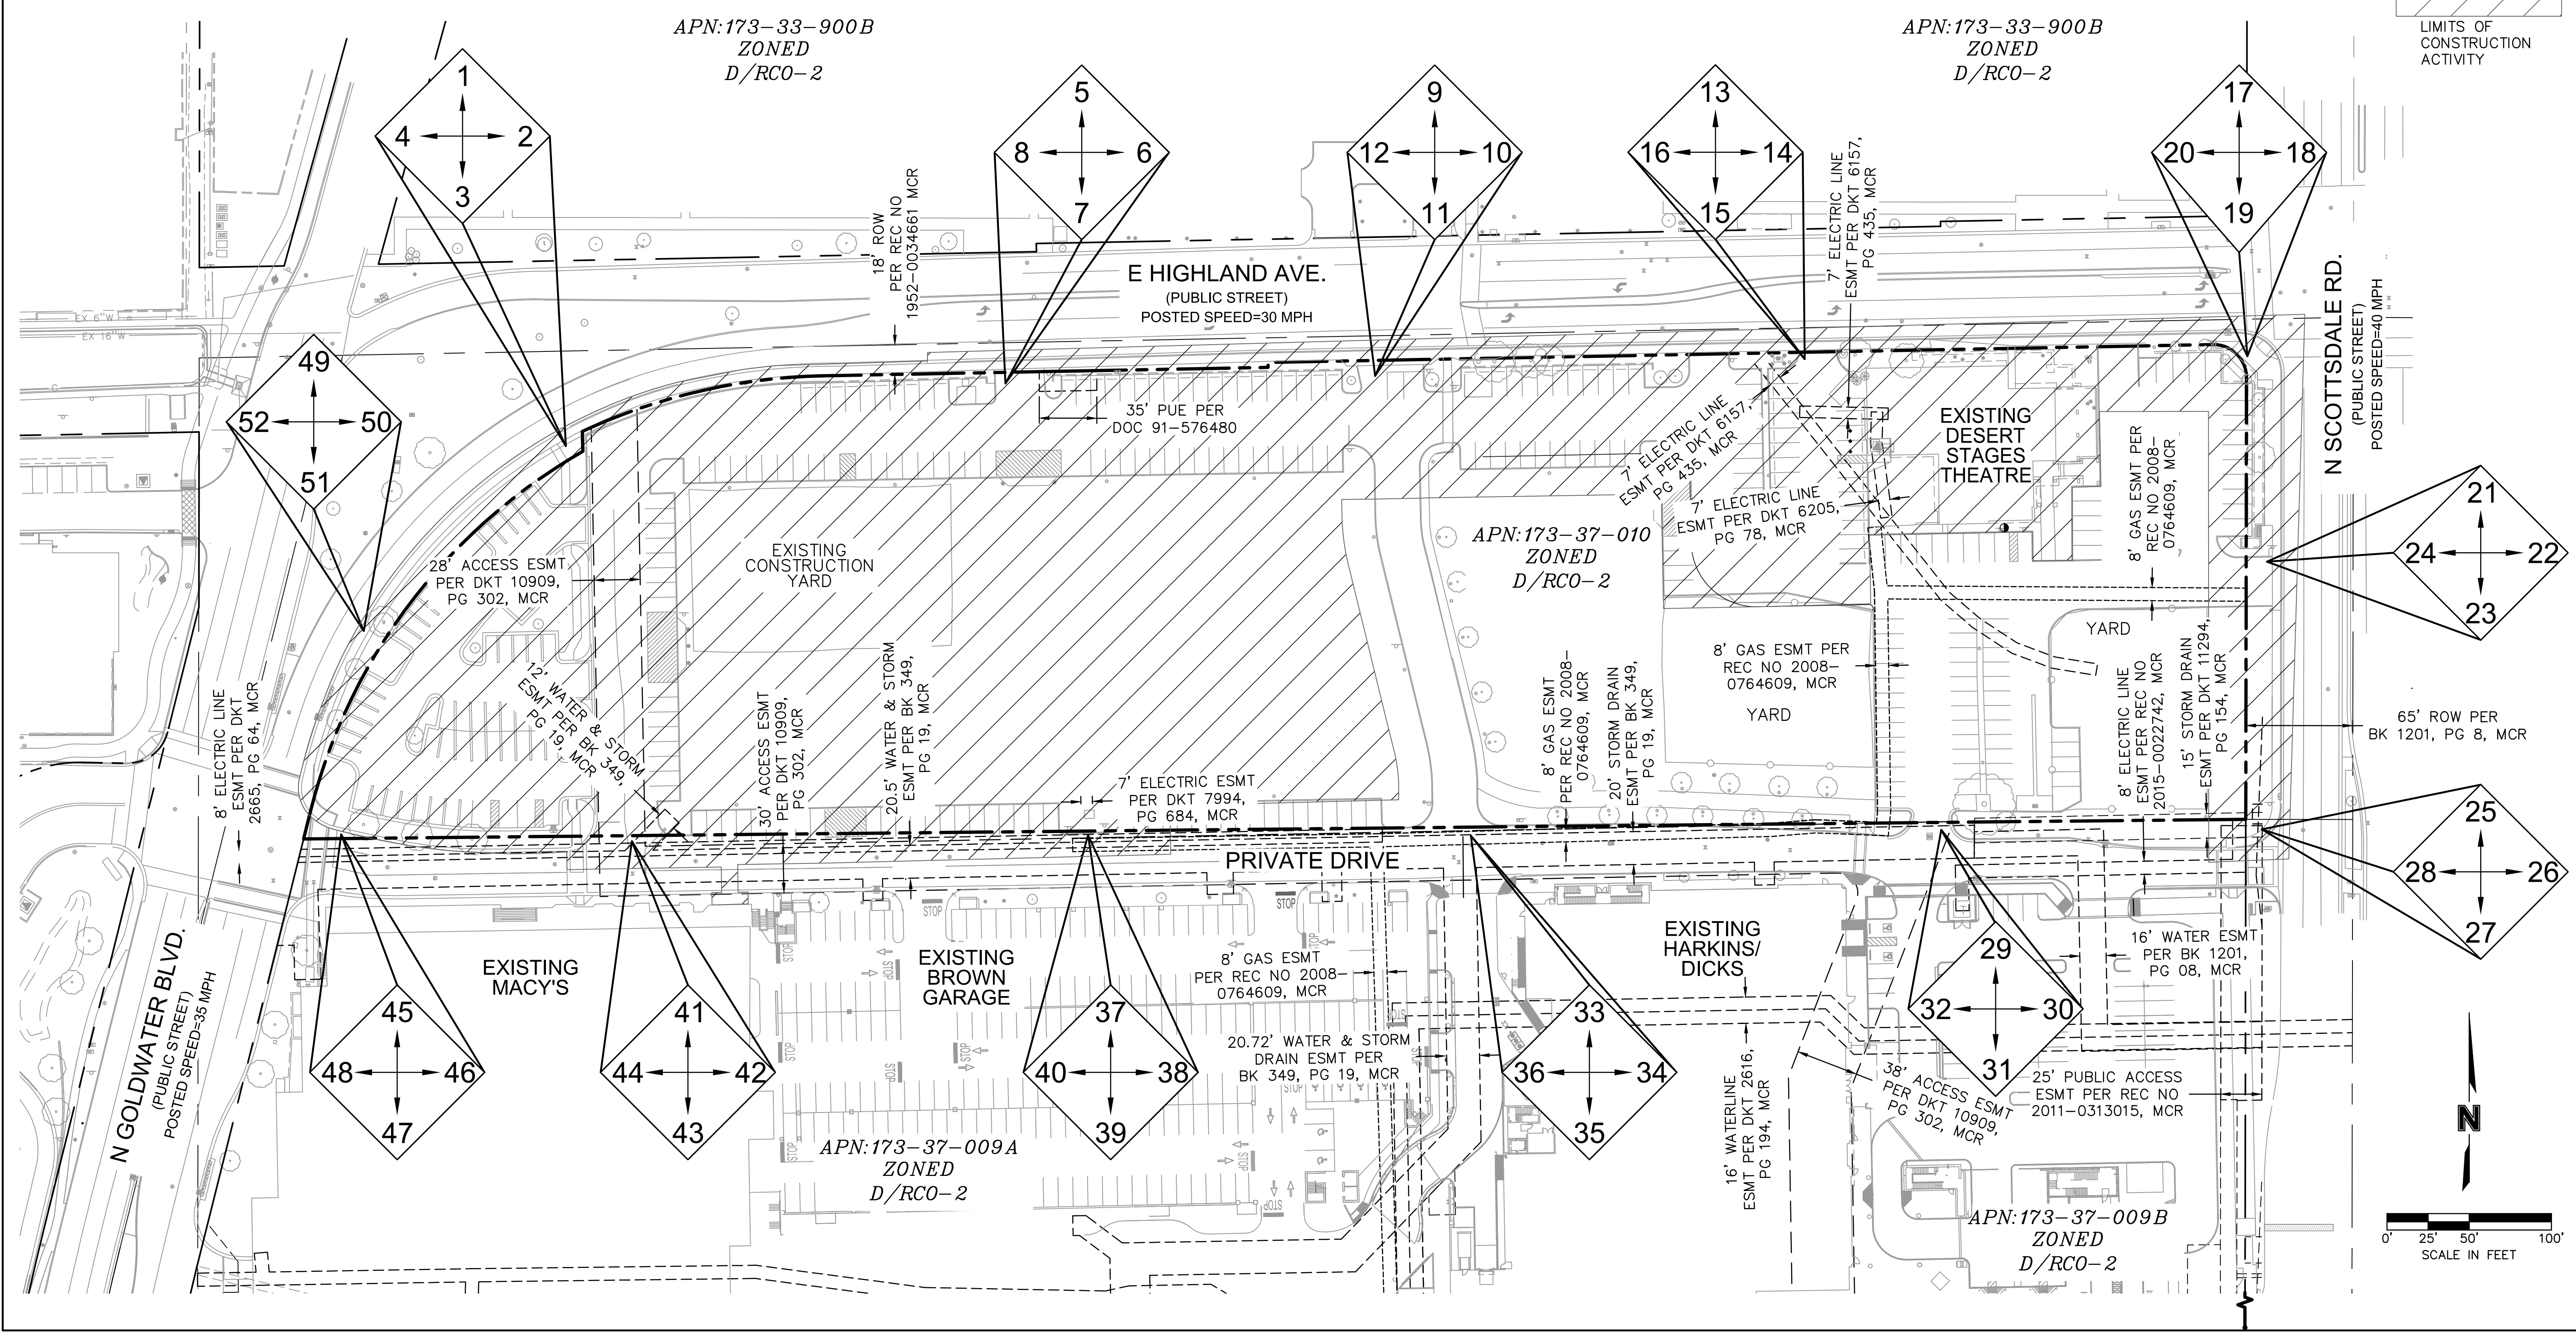 APN:173-33-900B
ZONED
D/RCO-2
APN:173-33-900B
ZONED
D/RCO-2
LIMITS OF
CONSTRUCTION
ACTIVITY
1
4 2
3
5
8 6
7
9
12 10
11
13
16 14
15
17
20 18
19
18' ROW
PER REC NO
1952-0034661 MCR
E HIGHLAND AVE.
(PUBLIC STREET)
POSTED SPEED=30 MPH
7' ELECTRIC LINE
ESMT PER DKT 6157,
PG 435, MCR
N SCOTTSDALE RD.
(PUBLIC STREET)
POSTED SPEED=40 MPH
EX 6"W
EX 16"W
49
52 50
51
35' PUE PER
DOC 91-576480
7' ELECTRIC LINE
ESMT PER DKT 6157,
PG 435, MCR
EXISTING
DESERT
STAGES
THEATRE
8' GAS ESMT PER
REC NO 2008-
0764609, MCR
7' ELECTRIC LINE
ESMT PER DKT 6205,
PG 78, MCR
21
24 22
23
28' ACCESS ESMT
PER DKT 10909,
PG 302, MCR
EXISTING
CONSTRUCTION
YARD
APN:173-37-010
ZONED
D/RCO-2
YARD
8' ELECTRIC LINE
ESMT PER DKT
2665, PG 64, MCR
12' WATER & STORM
ESMT PER BK 349,
PG 19, MCR
30' ACCESS ESMT
PER DKT 10909,
PG 302, MCR
20.5' WATER & STORM
ESMT PER BK 349,
PG 19, MCR
7' ELECTRIC ESMT
PER DKT 7994,
PG 684, MCR
8' GAS ESMT
PER REC NO 2008-
0764609, MCR
20' STORM DRAIN
ESMT PER BK 349,
PG 19, MCR
8' GAS ESMT PER
REC NO 2008-
0764609, MCR
YARD
8' ELECTRIC LINE
ESMT PER REC NO
2015-0022742, MCR
15' STORM DRAIN
ESMT PER DKT 11294,
PG 154, MCR
65' ROW PER
BK 1201, PG 8, MCR
PRIVATE DRIVE
25
28 26
27
N GOLDWATER BLVD.
(PUBLIC STREET)
POSTED SPEED=35 MPH
EXISTING
MACY'S
STOP
STOP
STOP
STOP
EXISTING
BROWN
GARAGE
8' GAS ESMT
PER REC NO 2008-
0764609, MCR
STOP
EXISTING
HARKINS/
DICKS
29
32 30
31
16' WATER ESMT
PER BK 1201,
PG 08, MCR
45
48 46
47
41
44 42
43
STOP
STOP
STOP
37
40 38
39
20.72' WATER & STORM
DRAIN ESMT PER
BK 349, PG 19, MCR
STOP
STOP
STOP
33
36 34
35
16' WATERLINE
ESMT PER DKT 2616,
PG 194, MCR
38' ACCESS ESMT
PER DKT 10909,
PG 302, MCR
25' PUBLIC ACCESS
ESMT PER REC NO
2011-0313015, MCR
APN:173-37-009A
ZONED
D/RCO-2
STOP
STOP
STOP
APN:173-37-009B
ZONED
D/RCO-2
N
0' 25' 50' 100'
SCALE IN FEET